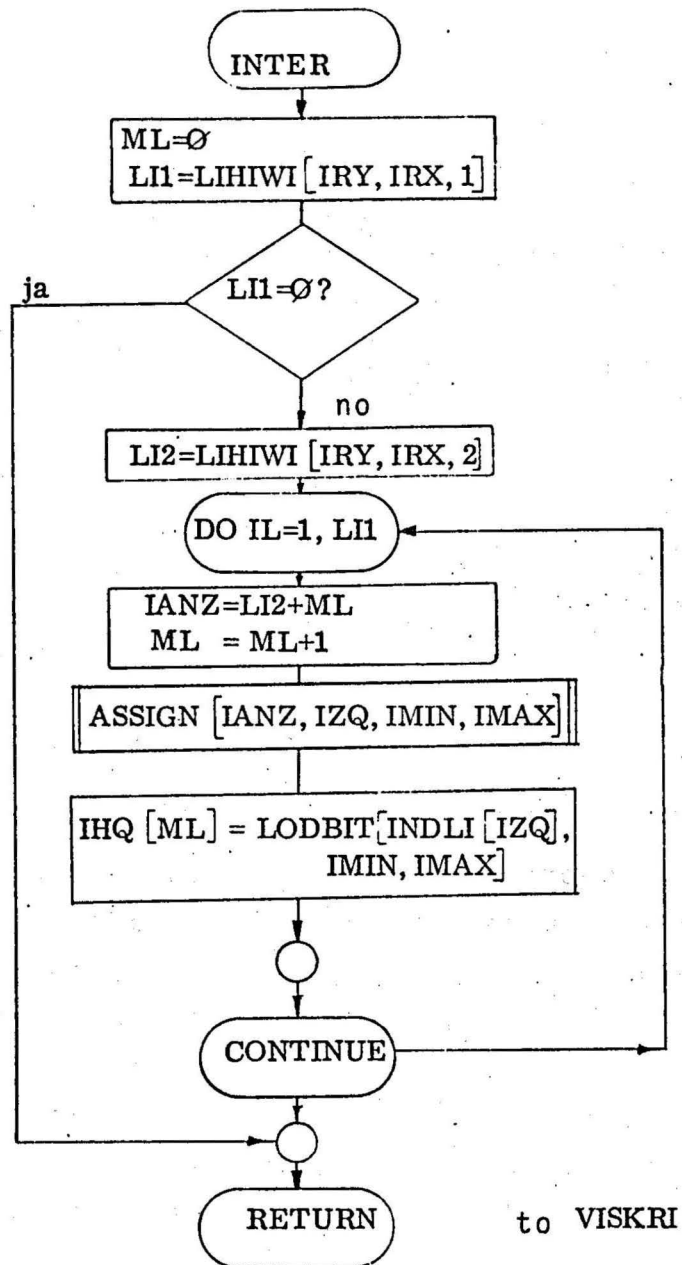 INTER
ML=Ø
LI1=LIHIWI[IRY, IRX, 1]
LI1=Ø?
ja
no
LI2=LIHIWI[IRY, IRX, 2]
DO IL=1, LI1
IANZ=LI2+ML
ML = ML+1
ASSIGN [IANZ, IZQ, IMIN, IMAX]
IHQ [ML] = LODBIT[INDLI[IZQ],
IMIN, IMAX]
CONTINUE
RETURN
to VISKRI